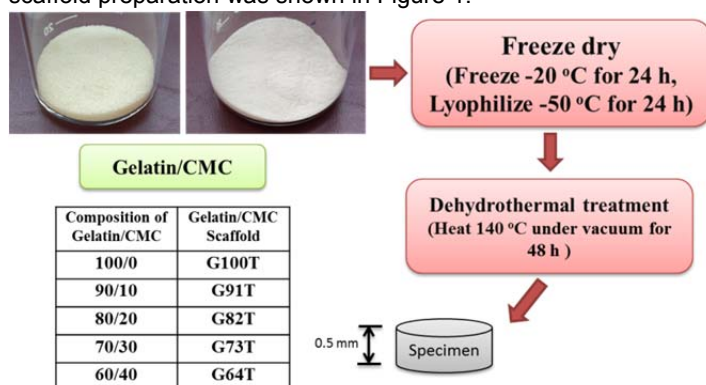 scaffold preparation was shown in Figure 1.
Freeze dry
(Freeze -20 °C for 24 h,
Lyophilize -50 °C for 24 h)
Gelatin/CMC
Composition of Gelatin/CMC
Gelatin/CMC Scaffold
100/0 G100T
90/10 G91T
80/20 G82T
70/30 G73T
60/40 G64T
Dehydrothermal treatment
(Heat 140 °C under vacuum for
48 h )
0.5 mm
Specimen